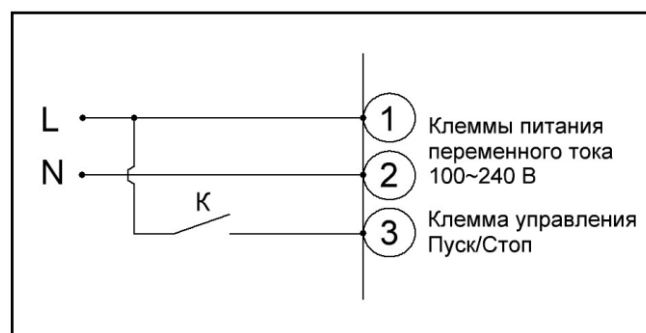 L
1
Клеммы питания
переменного тока
100~240 В
N
2
К
3
Клемма управления
Пуск/Стоп